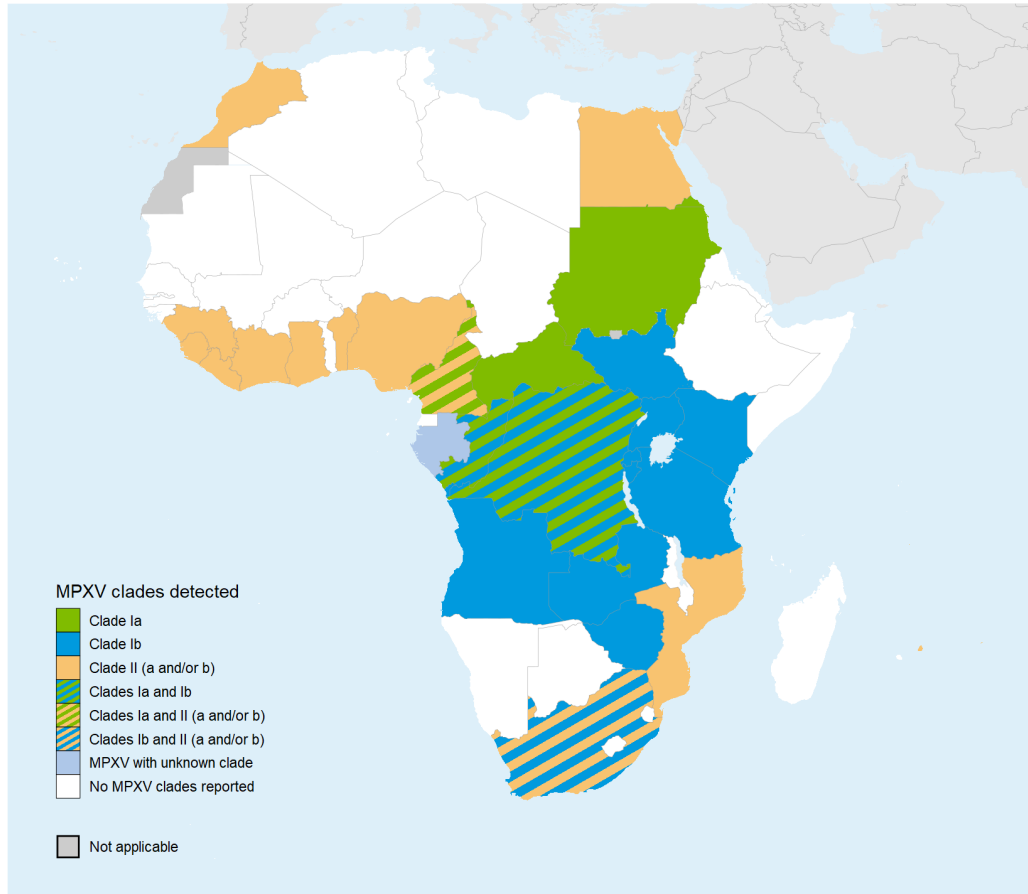 MPXV clades detected
Clade Ia
Clade Ib
Clade II (a and/or b)
Clades Ia and Ib
Clades Ia and II (a and/or b)
Clades Ib and II (a and/or b)
MPXV with unknown clade
No MPXV clades reported
Not applicable